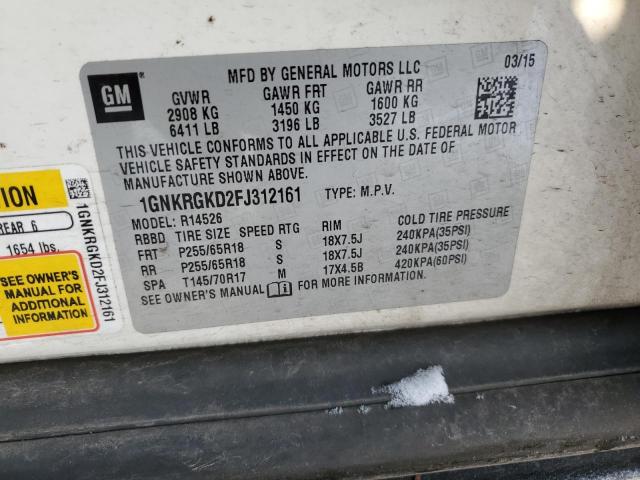 GM
MFD BY GENERAL MOTORS LLC
03/15
GVWR GAWR FRT GAWR RR
2908 KG 1450 KG 1600 KG
6411 LB 3196 LB 3527 LB
THIS VEHICLE CONFORMS TO ALL APPLICABLE U.S. FEDERAL MOTOR
VEHICLE SAFETY STANDARDS IN EFFECT ON THE DATE OF
MANUFACTURE SHOWN ABOVE.
1GNKRGKD2FJ312161 TYPE: M.P.V.
MODEL: R14526
RBBD TIRE SIZE SPEED RTG RIM COLD TIRE PRESSURE
FRT P255/65R18 S 18X7.5J 240KPA(35PSI)
RR P255/65R18 S 18X7.5J 240KPA(35PSI)
SPA T145/70R17 M 17X4.5B 420KPA(60PSI)
SEE OWNER'S MANUAL FOR MORE INFORMATION.
REAR 6
1654 lbs.
SEE OWNER'S
MANUAL FOR
ADDITIONAL
INFORMATION
1GNKRGKD2FJ312161